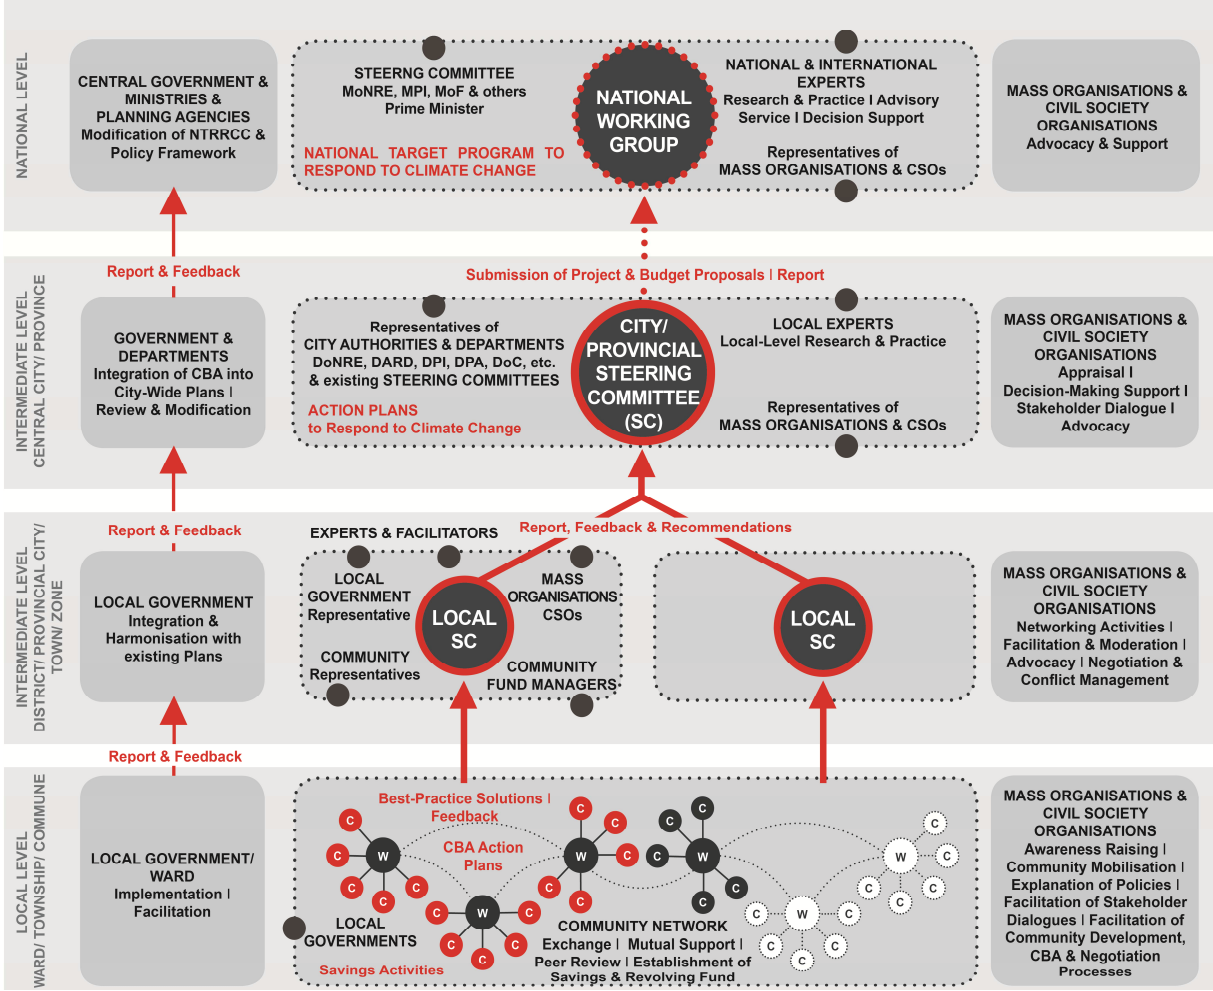 NATIONAL LEVEL
CENTRAL GOVERNMENT &
MINISTRIES &
PLANNING AGENCIES
Modification of NTRRCC &
Policy Framework
STEERNG COMMITTEE
MoNRE, MPI, MoF & others
Prime Minister
NATIONAL TARGET PROGRAM TO
RESPOND TO CLIMATE CHANGE
NATIONAL
WORKING
GROUP
NATIONAL & INTERNATIONAL
EXPERTS
Research & Practice I Advisory
Service I Decision Support
Representatives of
MASS ORGANISATIONS & CSOs
MASS ORGANISATIONS &
CIVIL SOCIETY
ORGANISATIONS
Advocacy & Support
Report & Feedback
Submission of Project & Budget Proposals I Report
INTERMEDIATE LEVEL
CENTRAL CITY/ PROVINCE
GOVERNMENT &
DEPARTMENTS
Integration of CBA into
City-Wide Plans I
Review & Modification
Representatives of
CITY AUTHORITIES & DEPARTMENTS
DoNRE, DARD, DPI, DPA, DoC, etc.
& existing STEERING COMMITTEES
ACTION PLANS
to Respond to Climate Change
CITY/
PROVINCIAL
STEERING
COMMITTEE
(SC)
LOCAL EXPERTS
Local-Level Research & Practice
Representatives of
MASS ORGANISATIONS & CSOs
MASS ORGANISATIONS &
CIVIL SOCIETY
ORGANISATIONS
Appraisal I
Decision-Making Support I
Stakeholder Dialogue I
Advocacy
Report & Feedback
Report, Feedback & Recommendations
INTERMEDIATE LEVEL
DISTRICT/ PROVINCIAL CITY/
TOWN/ ZONE
LOCAL GOVERNMENT
Integration &
Harmonisation with
existing Plans
EXPERTS & FACILITATORS
LOCAL
GOVERNMENT
Representative
MASS
ORGANISATIONS
CSOs
LOCAL
SC
COMMUNITY
Representatives
COMMUNITY
FUND MANAGERS
LOCAL
SC
MASS ORGANISATIONS &
CIVIL SOCIETY
ORGANISATIONS
Networking Activities I
Facilitation & Moderation I
Advocacy I Negotiation &
Conflict Management
Report & Feedback
LOCAL LEVEL
WARD/ TOWNSHIP/ COMMUNE
LOCAL GOVERNMENT/
WARD
Implementation I
Facilitation
Best-Practice Solutions I
Feedback
CBA Action
Plans
C
C
C
C
C
C
W
C
C
C
C
C
W
C
C
C
C
C
W
C
C
C
C
C
W
C
C
C
C
C
W
C
C
C
C
C
W
LOCAL
GOVERNMENTS
Savings Activities
COMMUNITY NETWORK
Exchange I Mutual Support I
Peer Review I Establishment of
Savings & Revolving Fund
MASS ORGANISATIONS &
CIVIL SOCIETY
ORGANISATIONS
Awareness Raising I
Community Mobilisation I
Explanation of Policies I
Facilitation of Stakeholder
Dialogues I Facilitation of
Community Development,
CBA & Negotiation
Processes